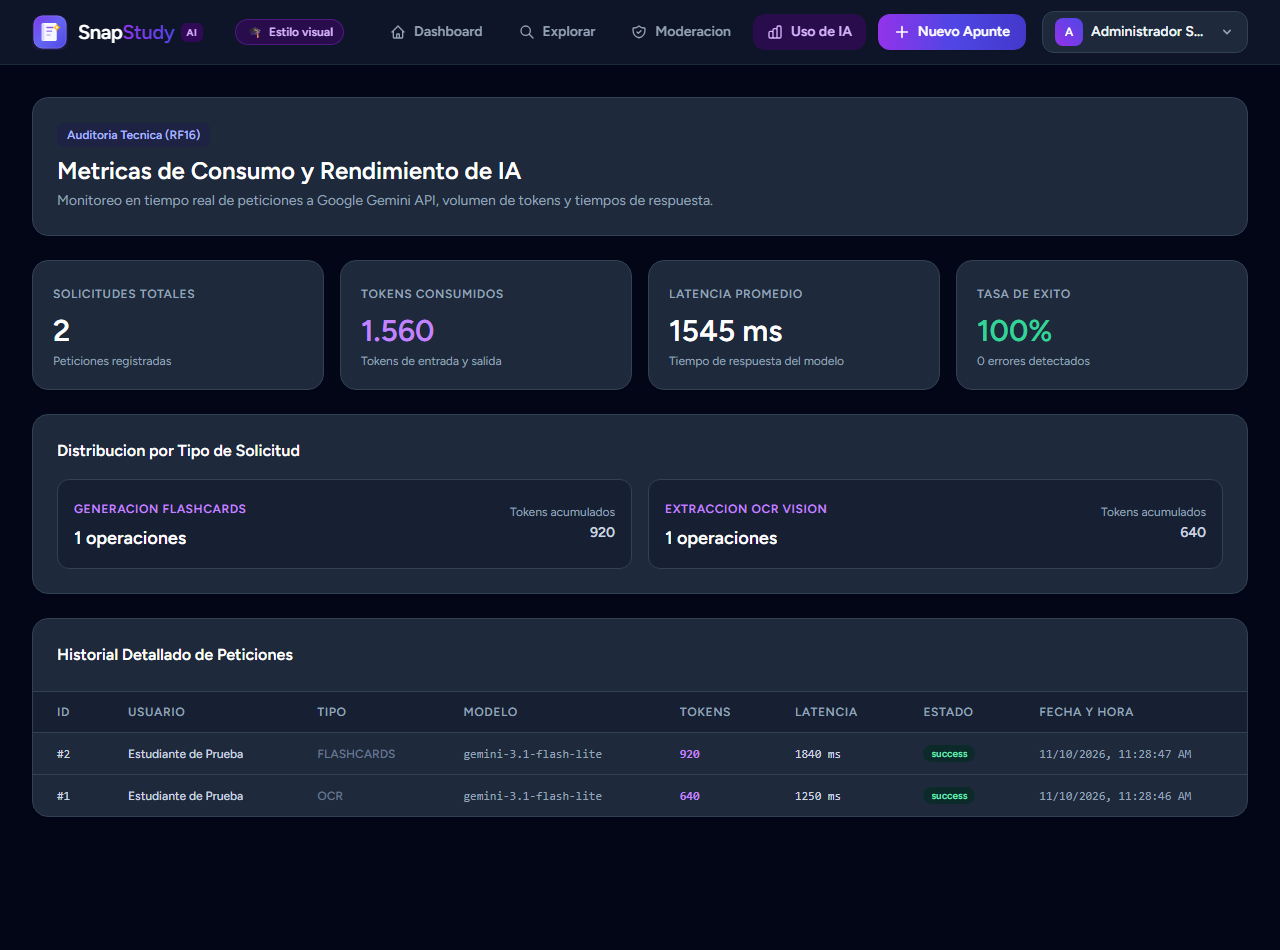 SnapStudy AI
Estilo visual
Dashboard
Explorar
Moderacion
Uso de IA
Nuevo Apunte
A
Administrador S...
Auditoria Tecnica (RF16)
Metricas de Consumo y Rendimiento de IA
Monitoreo en tiempo real de peticiones a Google Gemini API, volumen de tokens y tiempos de respuesta.
SOLICITUDES TOTALES
2
Peticiones registradas
TOKENS CONSUMIDOS
1.560
Tokens de entrada y salida
LATENCIA PROMEDIO
1545 ms
Tiempo de respuesta del modelo
TASA DE EXITO
100%
0 errores detectados
Distribucion por Tipo de Solicitud
GENERACION FLASHCARDS
1 operaciones
Tokens acumulados
920
EXTRACCION OCR VISION
1 operaciones
Tokens acumulados
640
Historial Detallado de Peticiones
ID USUARIO TIPO MODELO TOKENS LATENCIA ESTADO FECHA Y HORA
#2 Estudiante de Prueba FLASHCARDS gemini-3.1-flash-lite 920 1840 ms success 11/10/2026, 11:28:47 AM
#1 Estudiante de Prueba OCR gemini-3.1-flash-lite 640 1250 ms success 11/10/2026, 11:28:46 AM